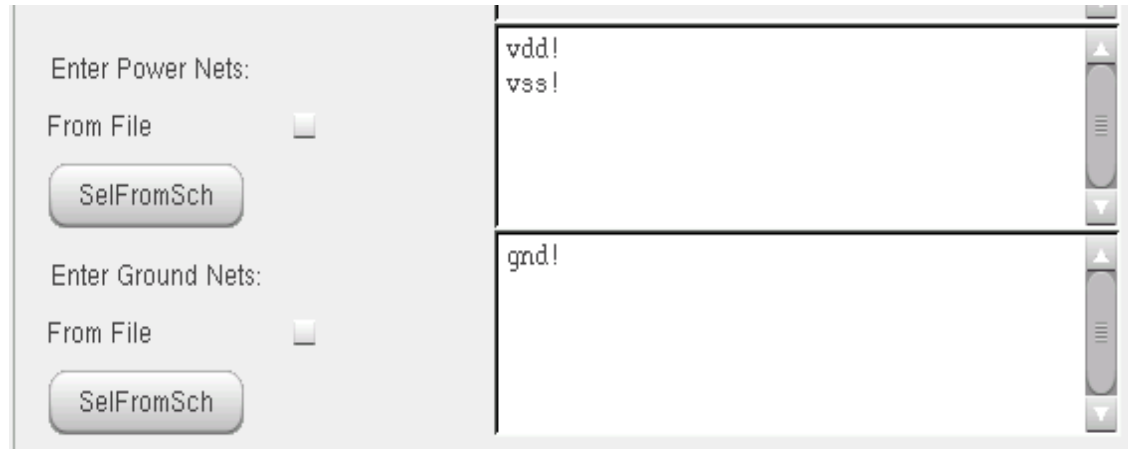 Enter Power Nets:
vdd!
vss!
From File
SelFromSch
Enter Ground Nets:
gnd!
From File
SelFromSch